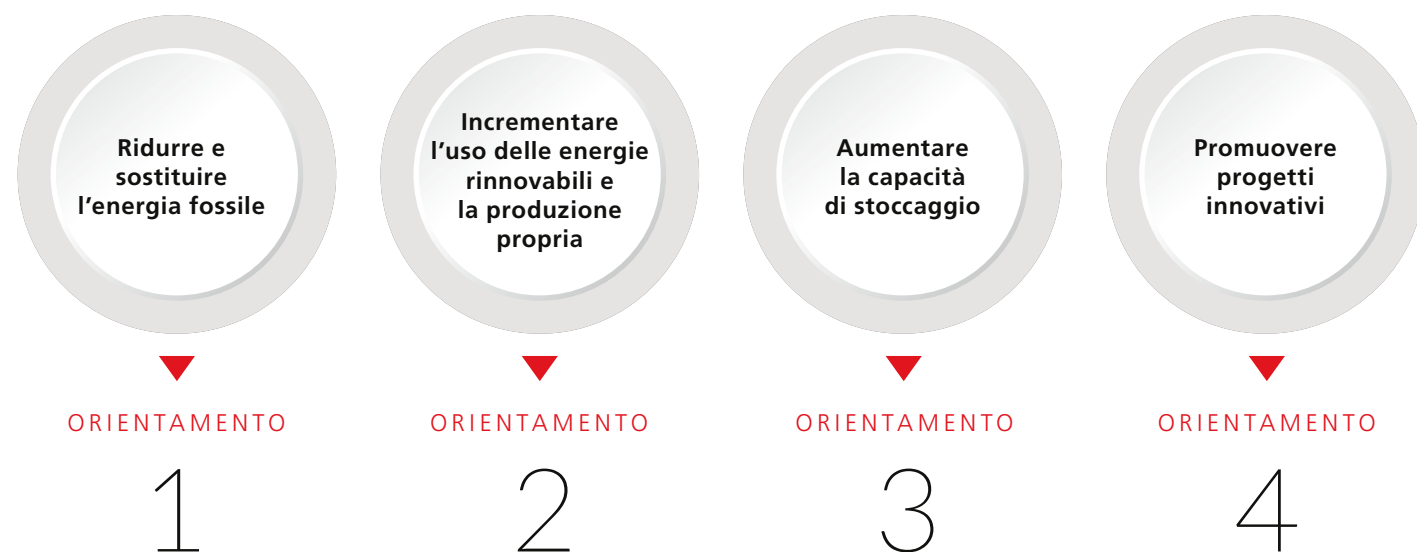 Ridurre e
sostituire
l’energia fossile
Incrementare
l’uso delle energie
rinnovabili e
la produzione
propria
Aumentare
la capacità
di stoccaggio
Promuovere
progetti
innovativi
ORIENTAMENTO
1
ORIENTAMENTO
2
ORIENTAMENTO
3
ORIENTAMENTO
4